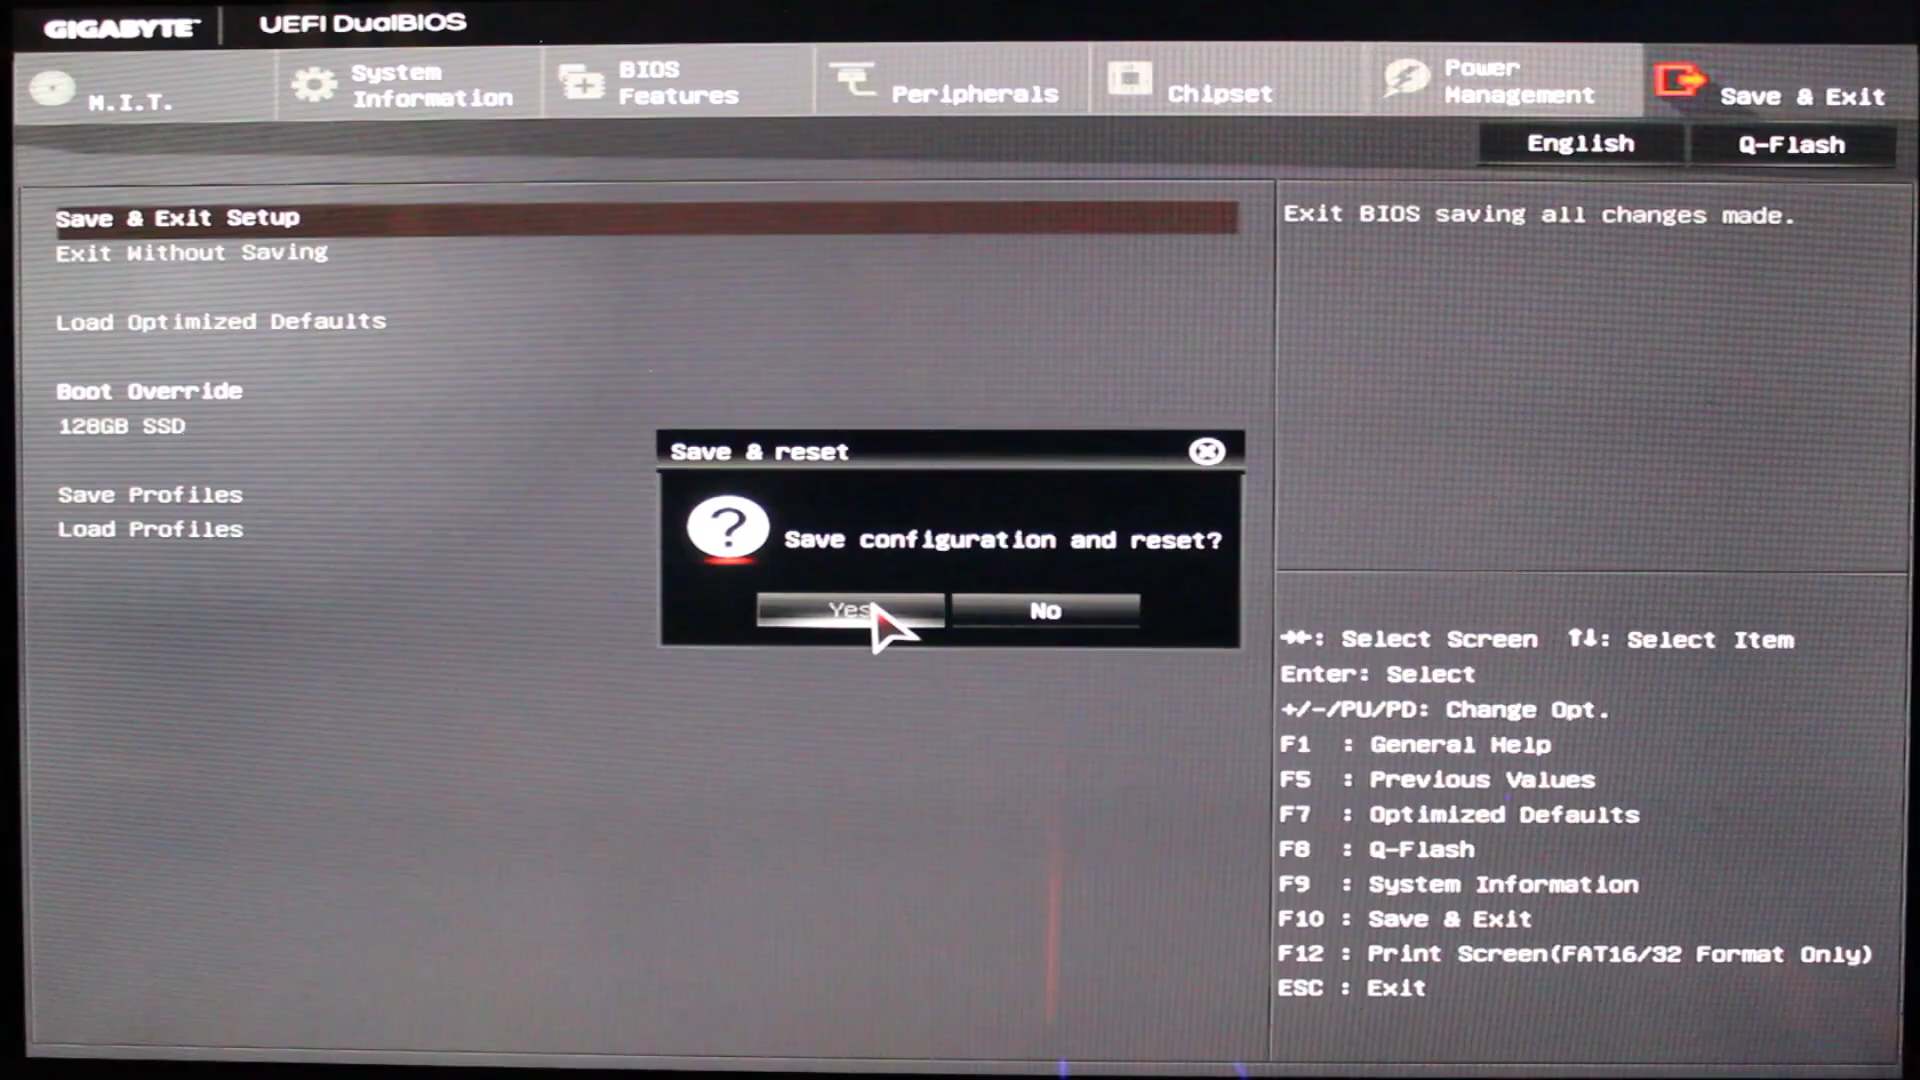 GIGABYTE™ UEFI DualBIOS
M.I.T.
System
Information
BIOS
Features
Peripherals
Chipset
Power
Management
Save & Exit
English Q-Flash
Save & Exit Setup
Exit Without Saving
Load Optimized Defaults
Boot Override
128GB SSD
Save Profiles
Load Profiles
Exit BIOS saving all changes made.
Save & reset
Save configuration and reset?
Yes No
→←: Select Screen ↑↓: Select Item
Enter: Select
+/-/PU/PD: Change Opt.
F1 : General Help
F5 : Previous Values
F7 : Optimized Defaults
F8 : Q-Flash
F9 : System Information
F10 : Save & Exit
F12 : Print Screen(FAT16/32 Format Only)
ESC : Exit